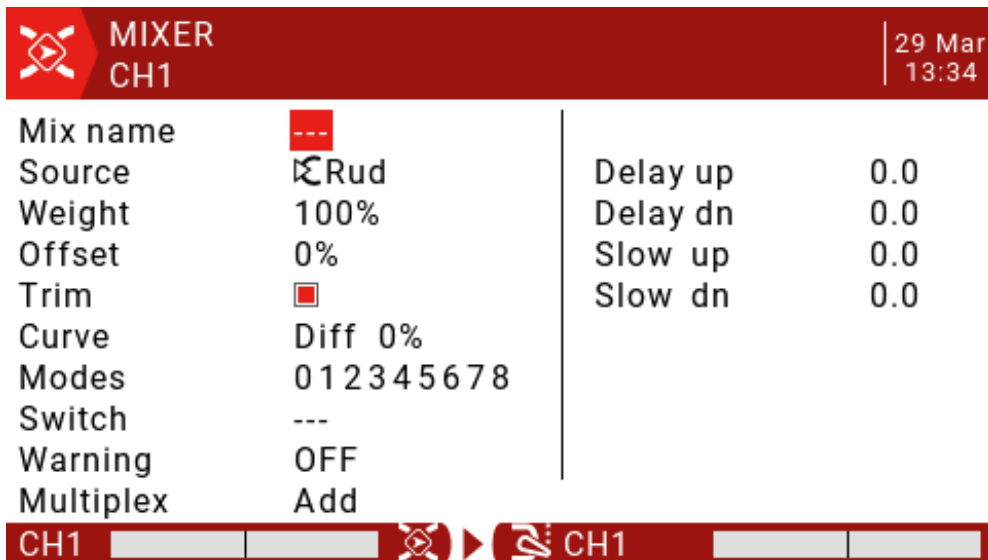 MIXER
CH1
29 Mar
13:34
Mix name ---
Source Rud
Weight 100%
Offset 0%
Trim
Curve Diff 0%
Modes 012345678
Switch ---
Warning OFF
Multiplex Add
Delay up 0.0
Delay dn 0.0
Slow up 0.0
Slow dn 0.0
CH1 CH1